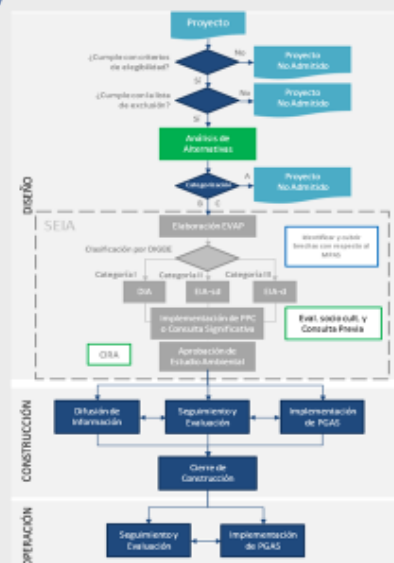 Proyecto
¿Cumple con criterios
de elegibilidad?
No
Proyecto
No Admitido
Sí
¿Cumple con la lista
de exclusión?
No
Proyecto
No Admitido
Sí
Análisis de
Alternativas
DISEÑO
Categorización
A
Proyecto
No Admitido
B
C
SEIA
Elaboración EVAP
Identificar y cubrir
brechas con respecto al
Clasificación por
Categoría I
Categoría II
Categoría III
DIA
EIA-sd
EIA-d
Implementación de PPC
o Consulta Significativa
Eval. socio cult. y
Consulta Previa
Aprobación de
Estudio Ambiental
CONSTRUCCIÓN
Difusión de
Información
Seguimiento y
Evaluación
Implementación
de PGAS
Cierre de
Construcción
OPERACIÓN
Seguimiento y
Evaluación
Implementación
de PGAS